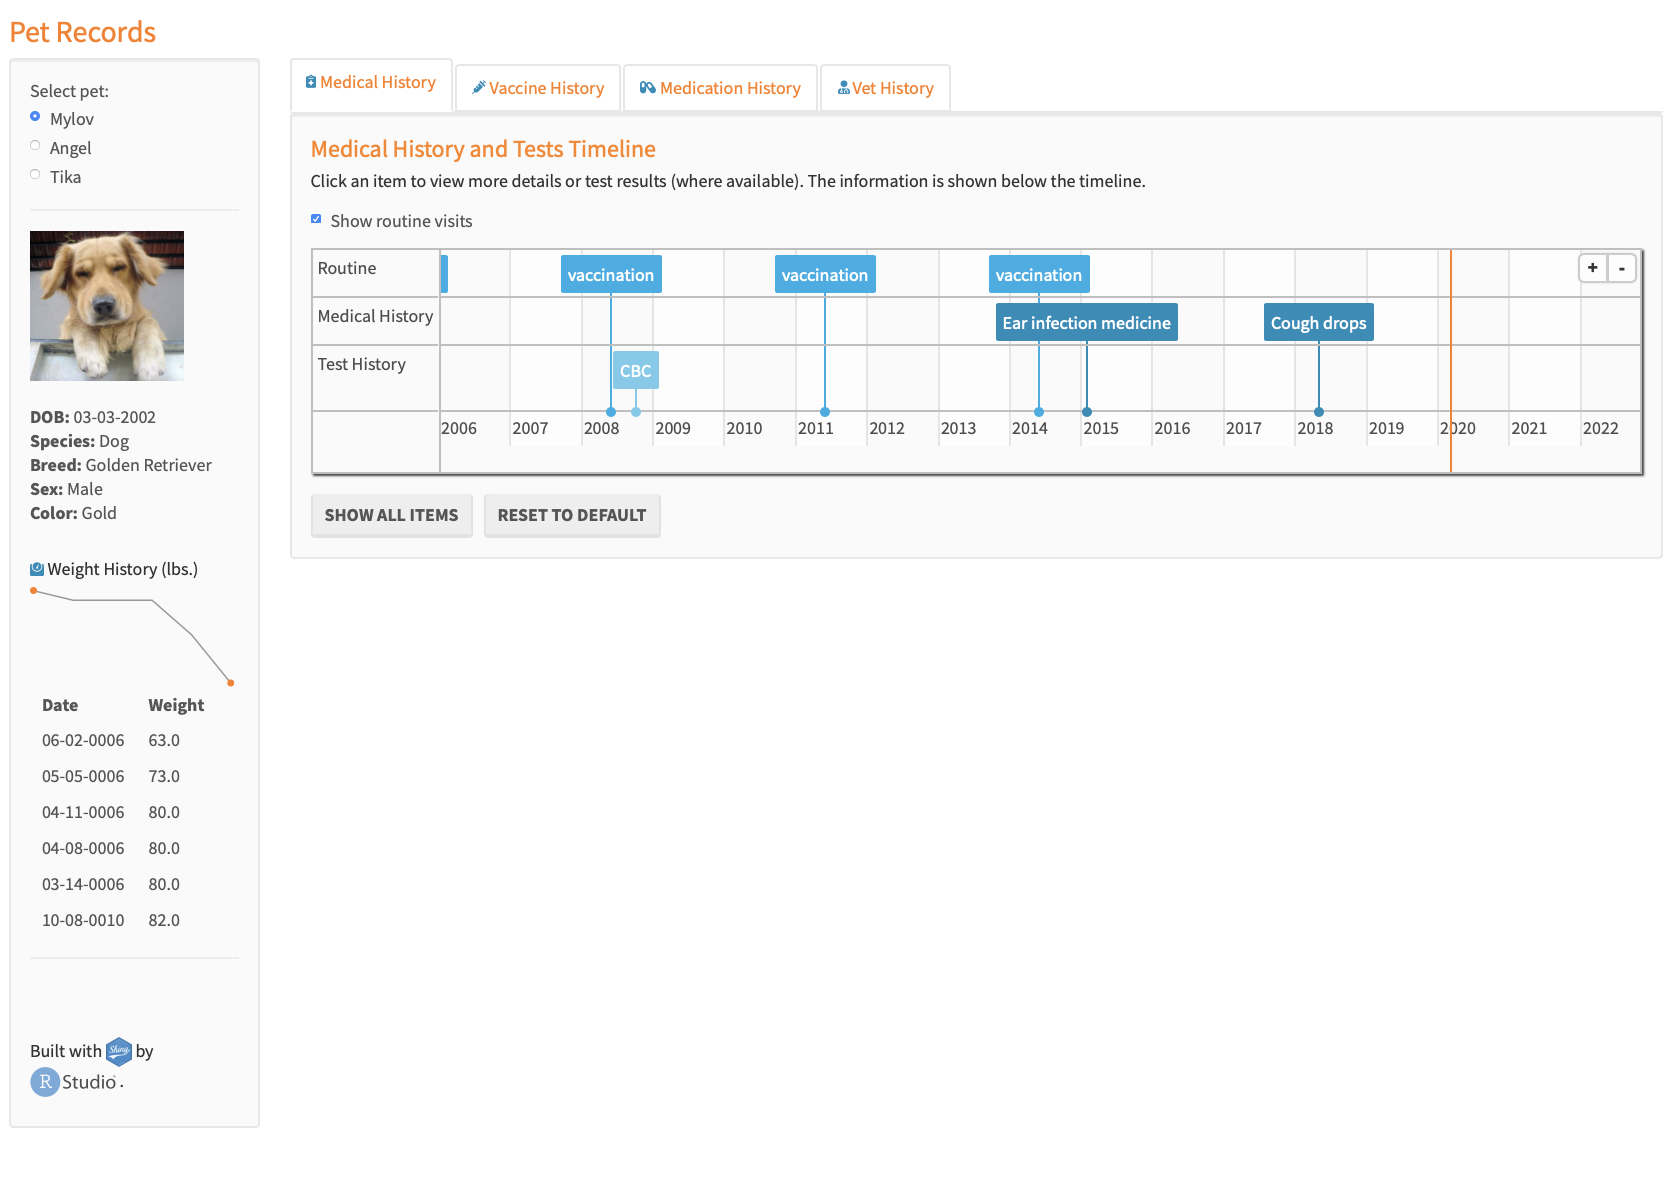 Pet Records
Select pet:
Mylov
Angel
Tika
DOB: 03-03-2002
Species: Dog
Breed: Golden Retriever
Sex: Male
Color: Gold
Weight History (lbs.)
Date Weight
06-02-0006 63.0
05-05-0006 73.0
04-11-0006 80.0
04-08-0006 80.0
03-14-0006 80.0
10-08-0010 82.0
Built with Shiny by
R Studio.
Medical History Vaccine History Medication History Vet History
Medical History and Tests Timeline
Click an item to view more details or test results (where available). The information is shown below the timeline.
Show routine visits
Routine vaccination vaccination vaccination + -
Medical History Ear infection medicine Cough drops
Test History CBC
2006 2007 2008 2009 2010 2011 2012 2013 2014 2015 2016 2017 2018 2019 2020 2021 2022
SHOW ALL ITEMS RESET TO DEFAULT